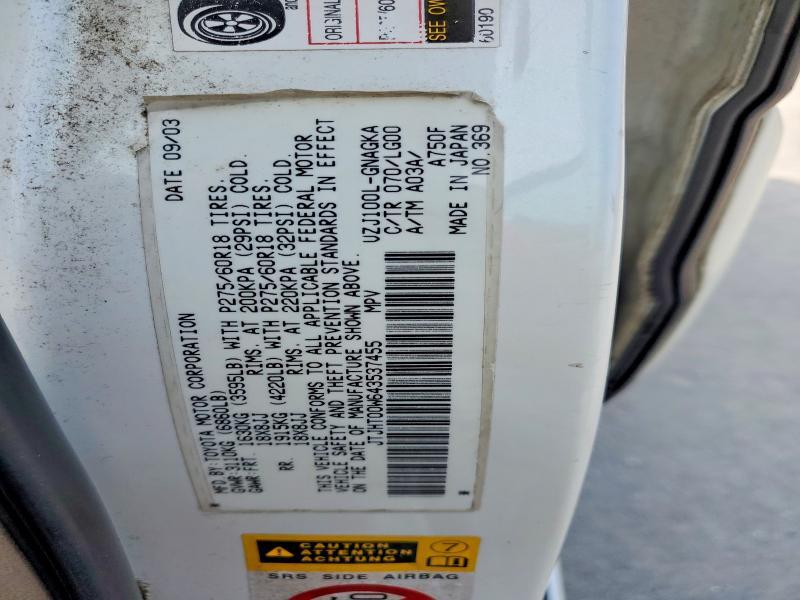 and
ORIGINAL
SEE OW
60190
DATE 09/03
MFD.BY:TOYOTA MOTOR CORPORATION
GVWR:3110KG (6860LB)
GAWR:FRT. 1630KG (3595LB) WITH P275/60R18 TIRES,
18X8JJ RIMS, AT 200KPA (29PSI) COLD.
RR. 1915KG (4220LB) WITH P275/60R18 TIRES,
18X8JJ RIMS, AT 220KPA (32PSI) COLD.
THIS VEHICLE CONFORMS TO ALL APPLICABLE FEDERAL MOTOR
VEHICLE SAFETY AND THEFT PREVENTION STANDARDS IN EFFECT
ON THE DATE OF MANUFACTURE SHOWN ABOVE.
JTJHT00W643537455 MPV
UZJ100L-GNAGKA
C/TR 070/LG00
A/TM A03A/
A750F
MADE IN JAPAN
NO.369
CAUTION
ATTENTION
ACHTUNG
7
SRS SIDE AIRBAG